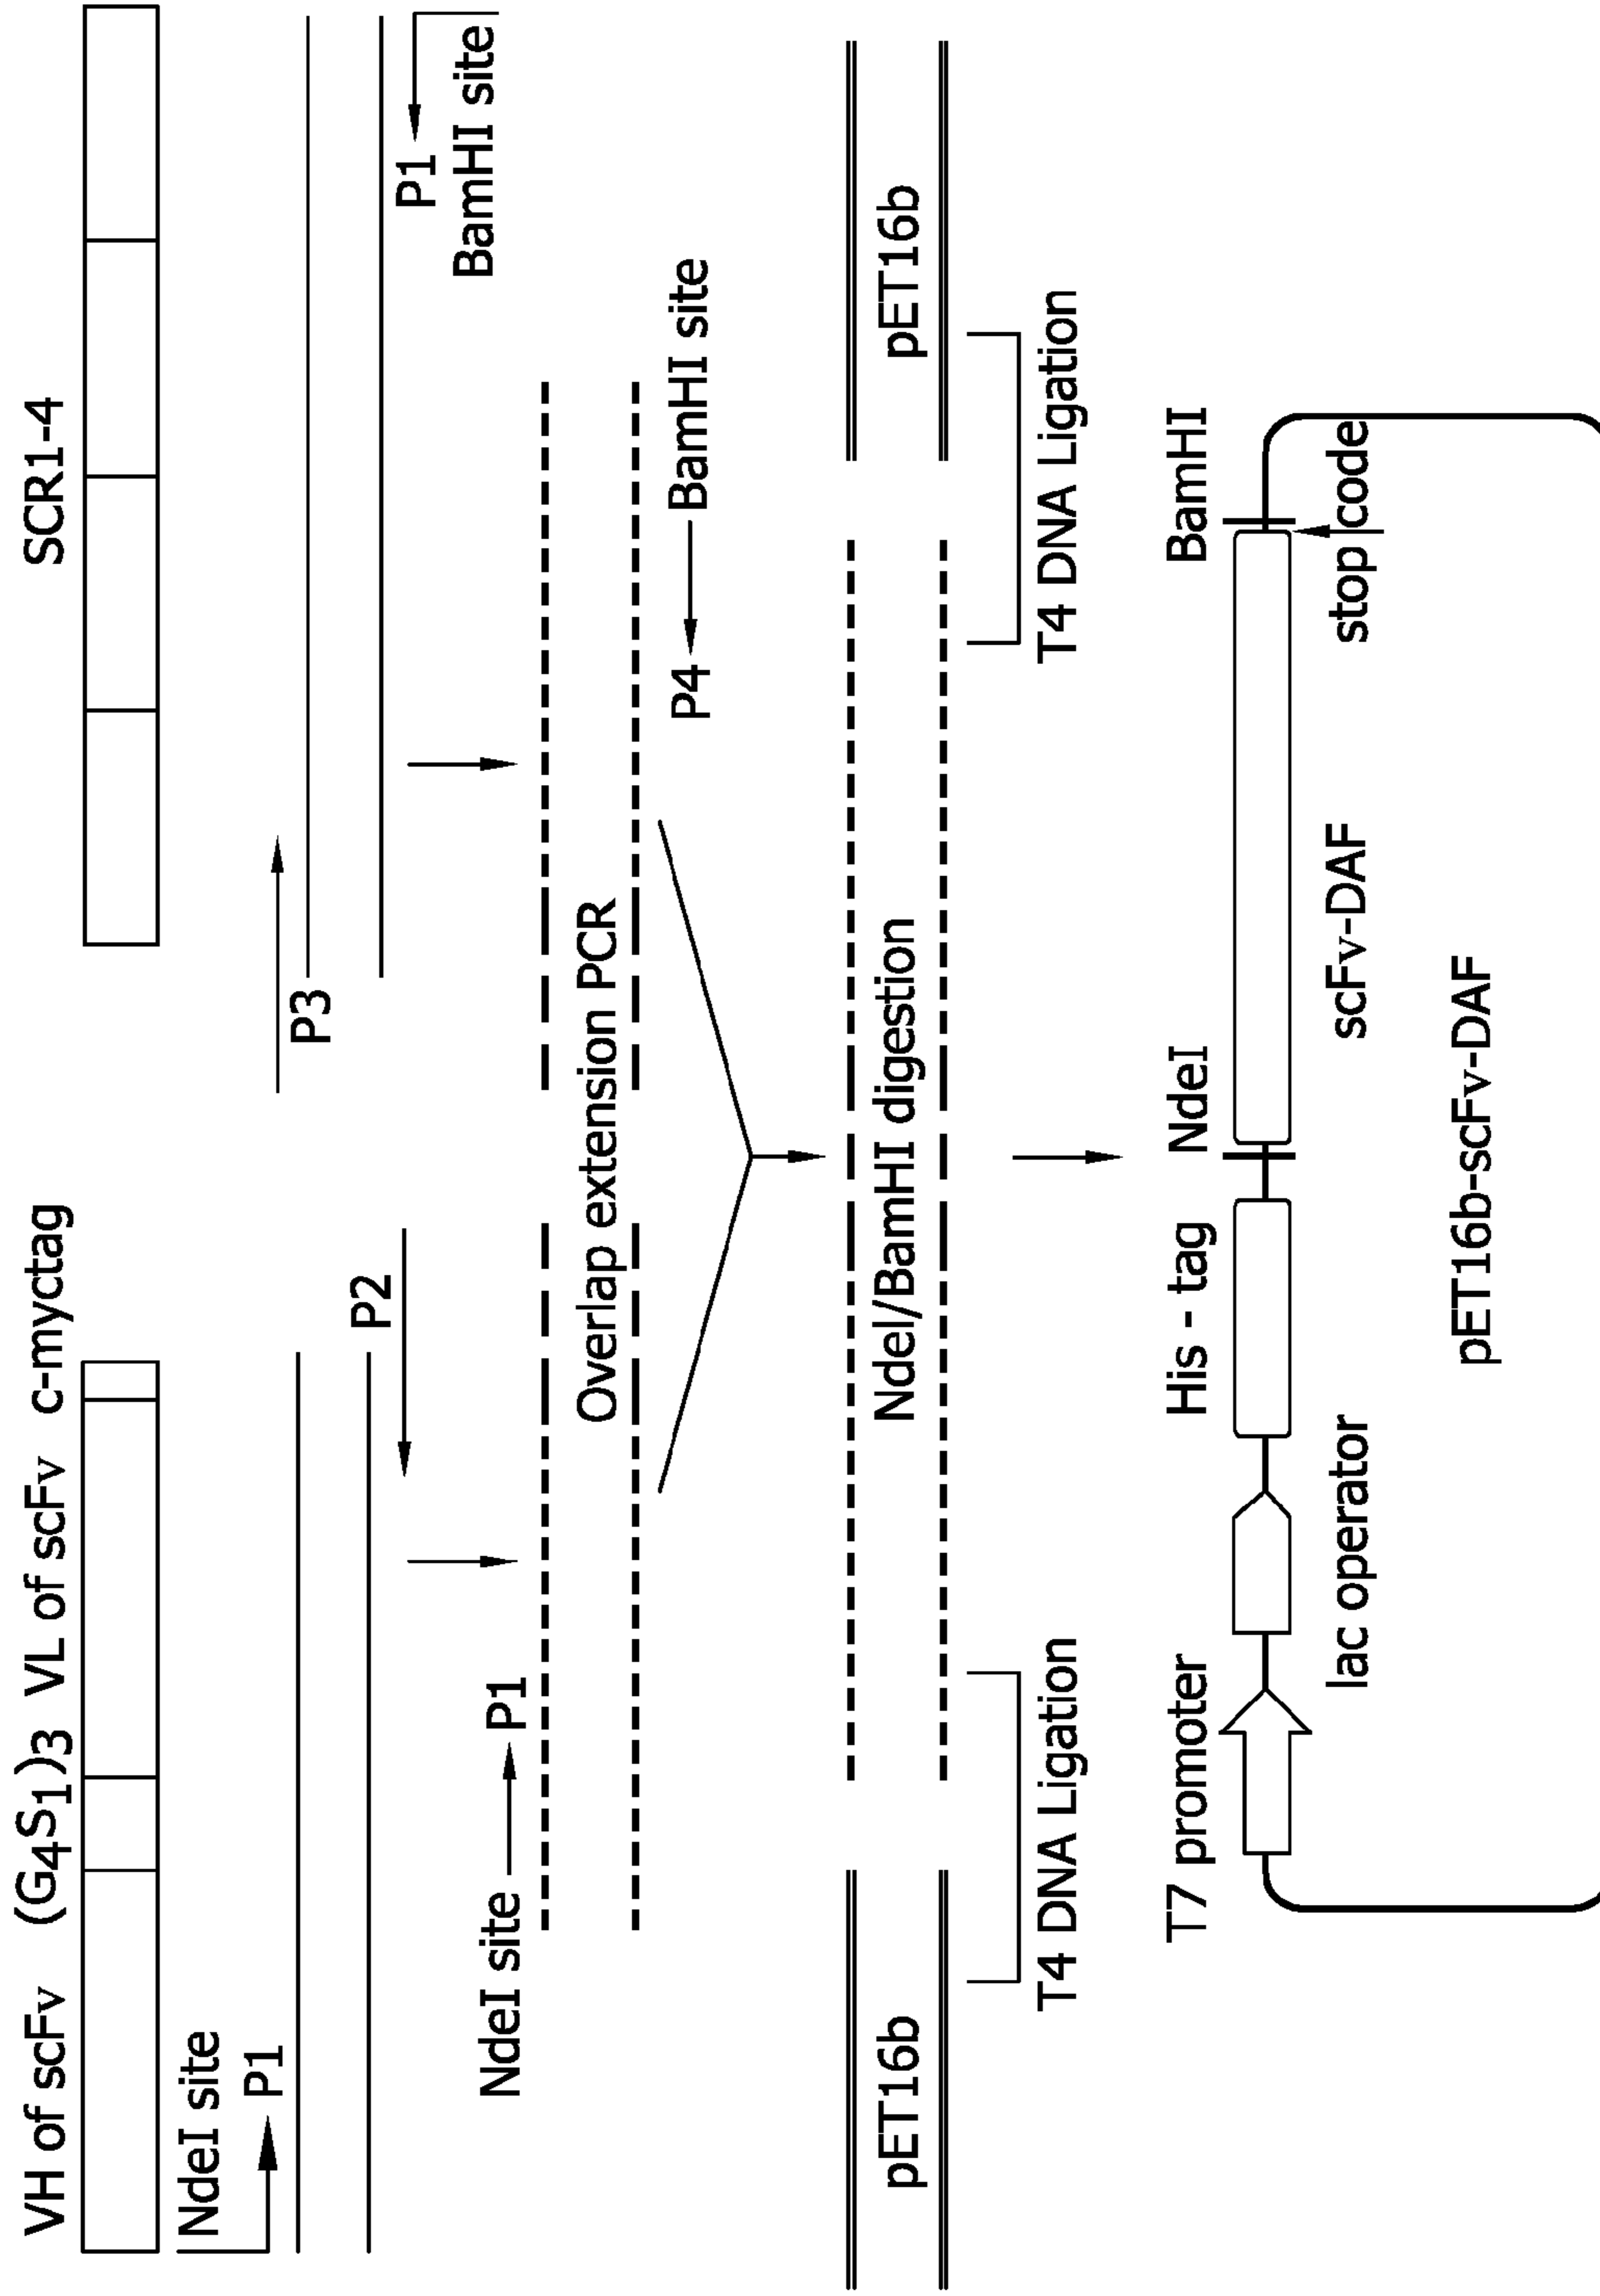 VH of scFv (G4S1)3 VL of scFv c-myctag
SCR1-4
NdeI site
P1
P2
P3
P1
BamHI site
NdeI site
P1
Overlap extension PCR
P4
BamHI site
pET16b
NdeI/BamHI digestion
pET16b
T4 DNA Ligation
T4 DNA Ligation
T7 promoter
lac operator
His - tag
NdeI
scFv-DAF
BamHI
stop code
pET16b-scFv-DAF